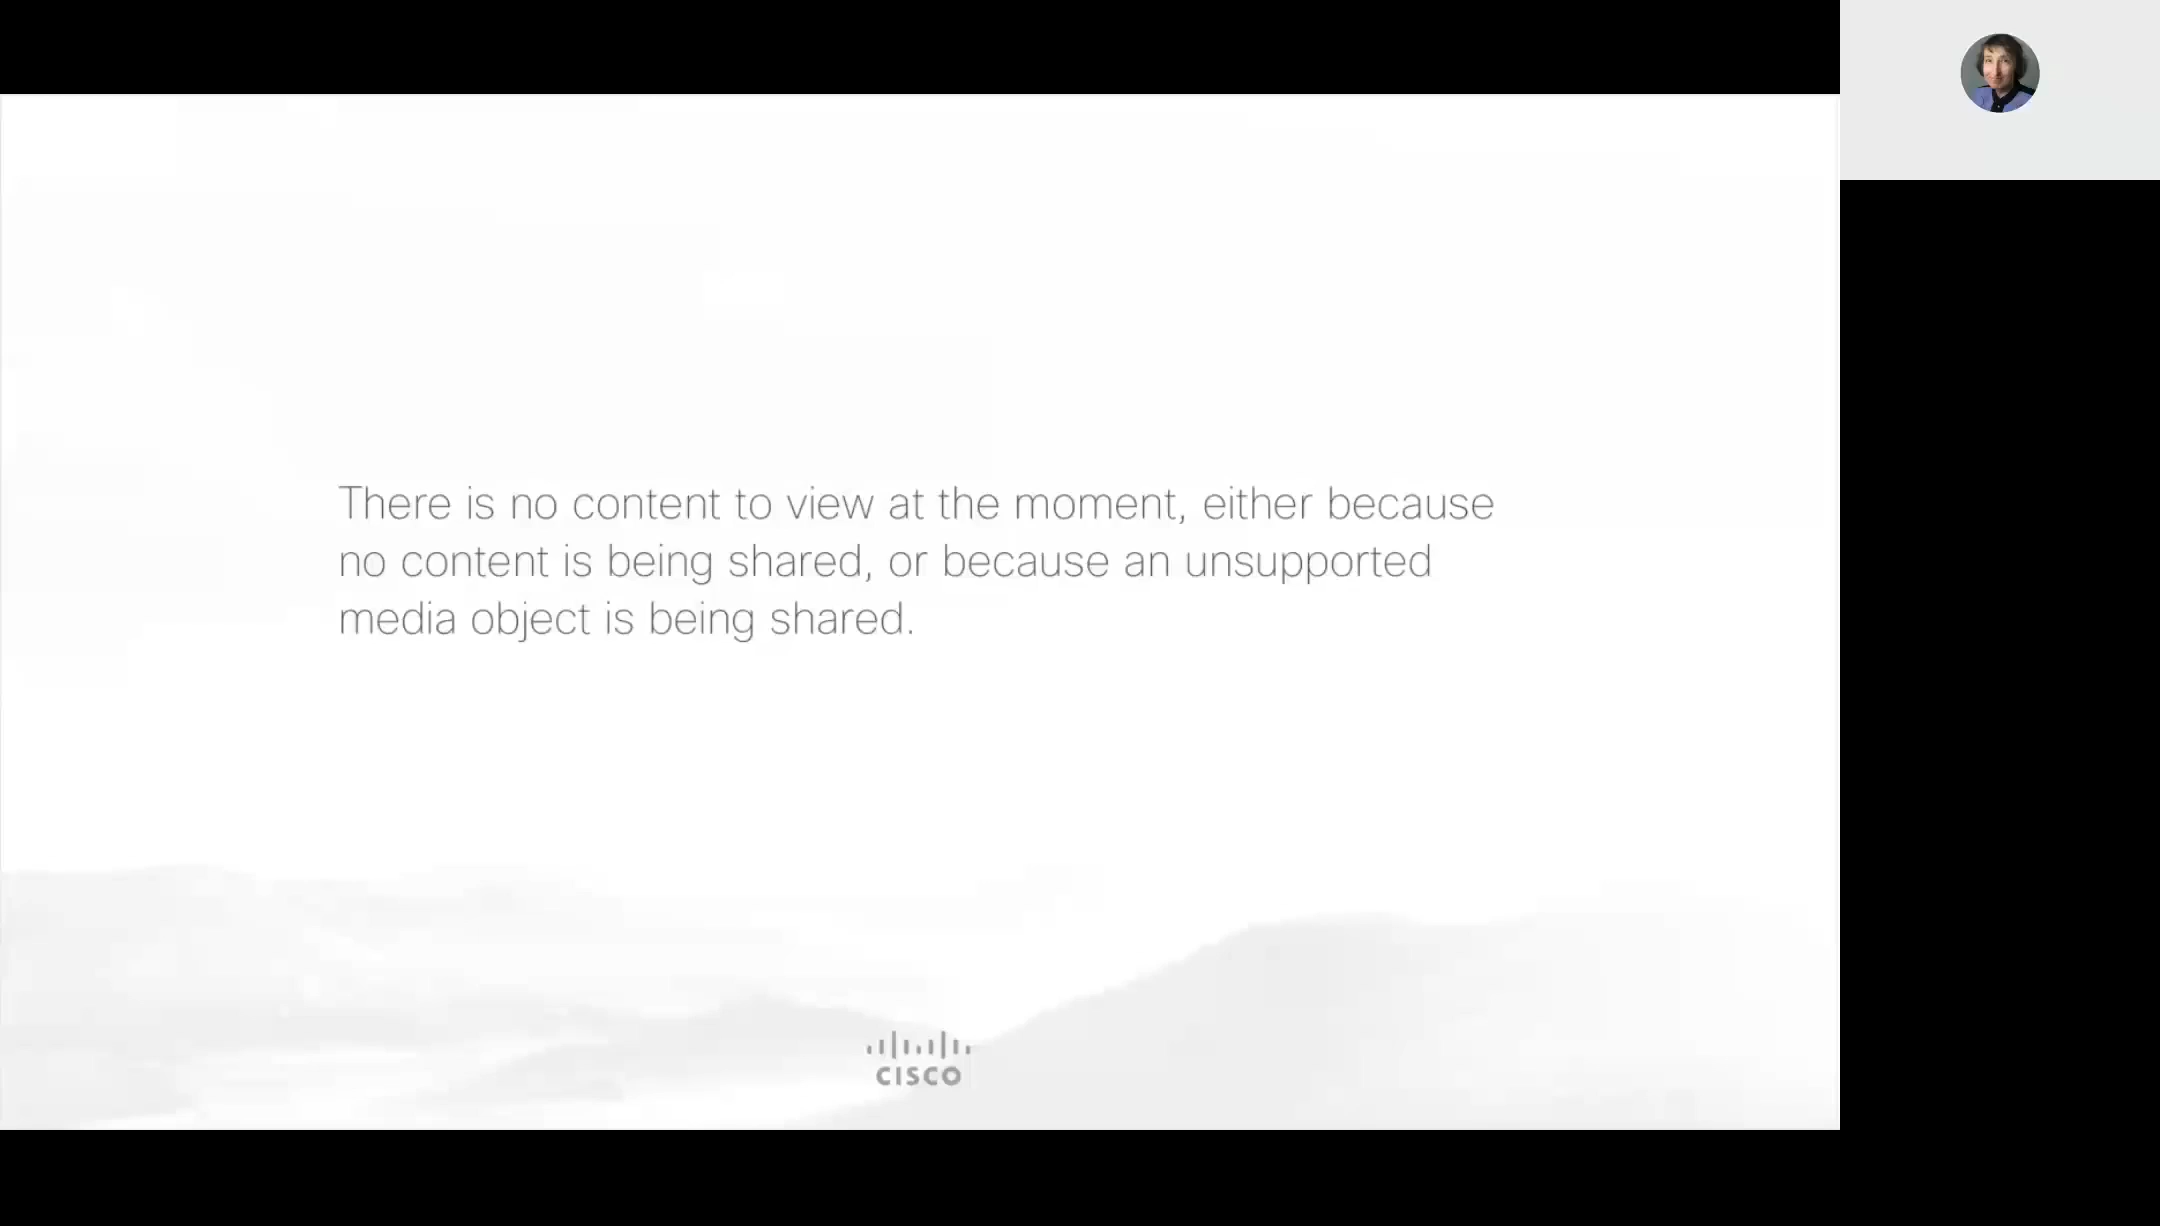 There is no content to view at the moment, either because
no content is being shared, or because an unsupported
media object is being shared.
CISCO